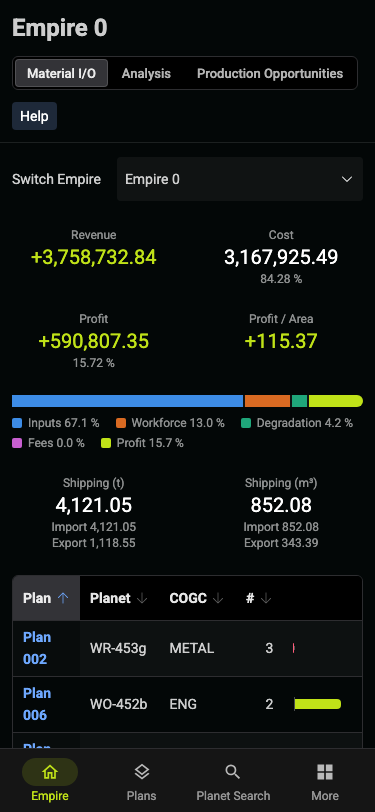 Empire 0
Material I/O Analysis Production Opportunities
Help
Switch Empire Empire 0
Revenue Cost
+3,758,732.84 3,167,925.49
84.28 %
Profit Profit / Area
+590,807.35 +115.37
15.72 %
Inputs 67.1 % Workforce 13.0 % Degradation 4.2 %
Fees 0.0 % Profit 15.7 %
Shipping (t) Shipping (m³)
4,121.05 852.08
Import 4,121.05 Import 852.08
Export 1,118.55 Export 343.39
Plan Planet COGC #
Plan 002 WR-453g METAL 3
Plan 006 WO-452b ENG 2
Plan
Empire Plans Planet Search More